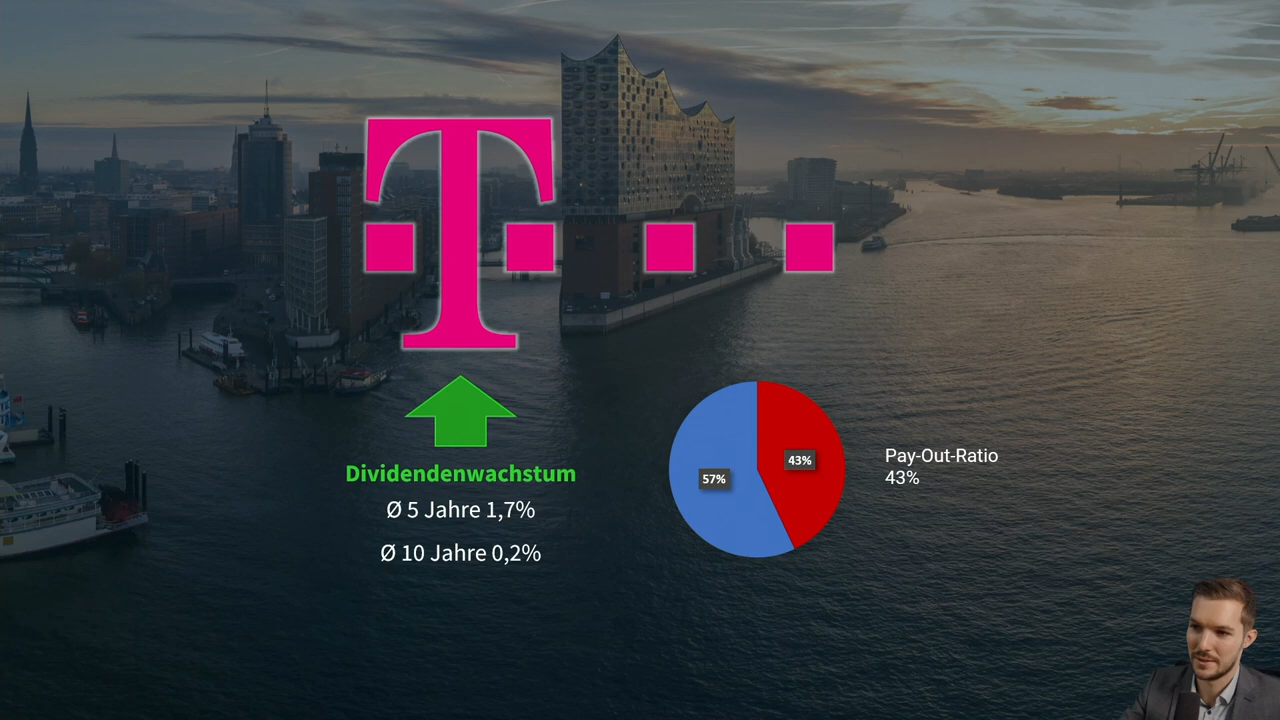 T
Dividendenwachstum
Ø 5 Jahre 1,7%
Ø 10 Jahre 0,2%
57%
43%
Pay-Out-Ratio
43%